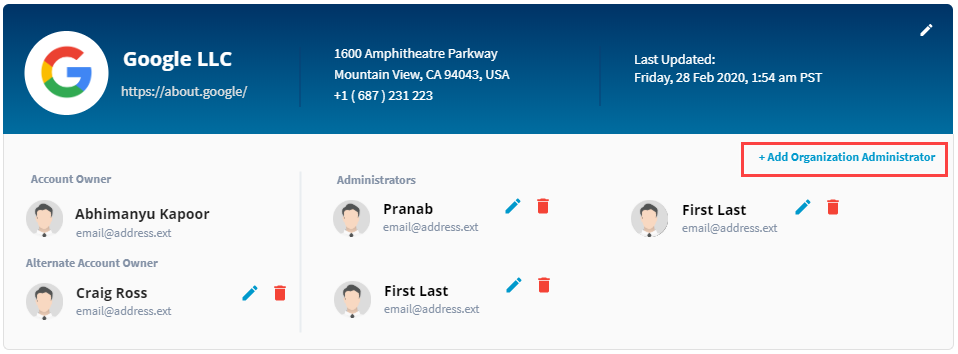 Google LLC
https://about.google/
1600 Amphitheatre Parkway
Mountain View, CA 94043, USA
+1 ( 687 ) 231 223
Last Updated:
Friday, 28 Feb 2020, 1:54 am PST
+ Add Organization Administrator
Account Owner
Abhimanyu Kapoor
email@address.ext
Alternate Account Owner
Craig Ross
email@address.ext
Administrators
Pranab
email@address.ext
First Last
email@address.ext
First Last
email@address.ext